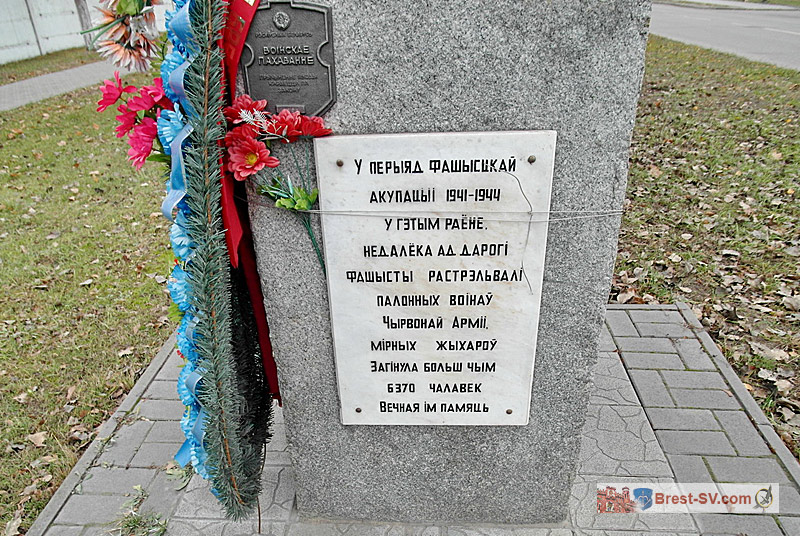 ВОІНСКАЕ
ПАХАВАННЕ
У ПЕРЫЯД ФАШЫСЦКАЙ
АКУПАЦЫІ 1941-1944
У ГЭТЫМ РАЁНЕ,
НЕДАЛЁКА АД ДАРОГІ
ФАШЫСТЫ РАСТРЭЛЬВАЛІ
ПАЛОННЫХ ВОІНАЎ
ЧЫРВОНАЙ АРМІІ,
МІРНЫХ ЖЫХАРОЎ
ЗАГІНУЛА БОЛЬШ ЧЫМ
6370 ЧАЛАВЕК
ВЕЧНАЯ ІМ ПАМЯЦЬ
Brest-SV.com